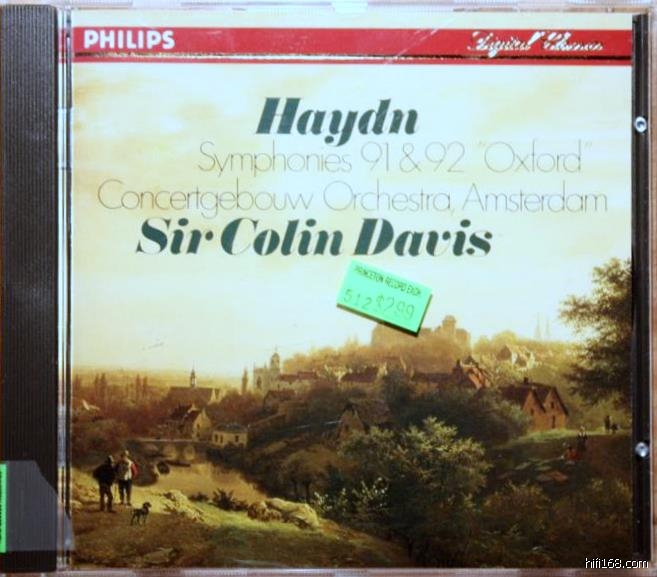 PHILIPS
Digital Classics
Haydn
Symphonies 91 & 92 "Oxford"
Concertgebouw Orchestra, Amsterdam
Sir Colin Davis
PRINCETON RECORD EXCH.
512 $2.99
hifi168.com